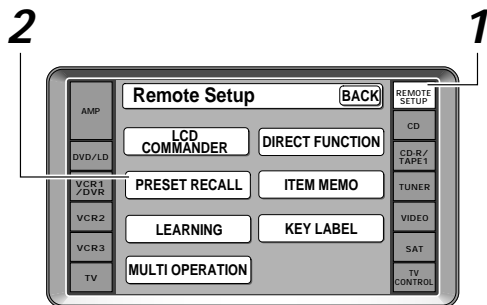 2
1
Remote Setup
BACK
AMP
DVD/LD
VCR1
/DVR
VCR2
VCR3
TV
LCD
COMMANDER
DIRECT FUNCTION
PRESET RECALL
ITEM MEMO
LEARNING
KEY LABEL
MULTI OPERATION
REMOTE
SETUP
CD
CD-R/
TAPE1
TUNER
VIDEO
SAT
TV
CONTROL